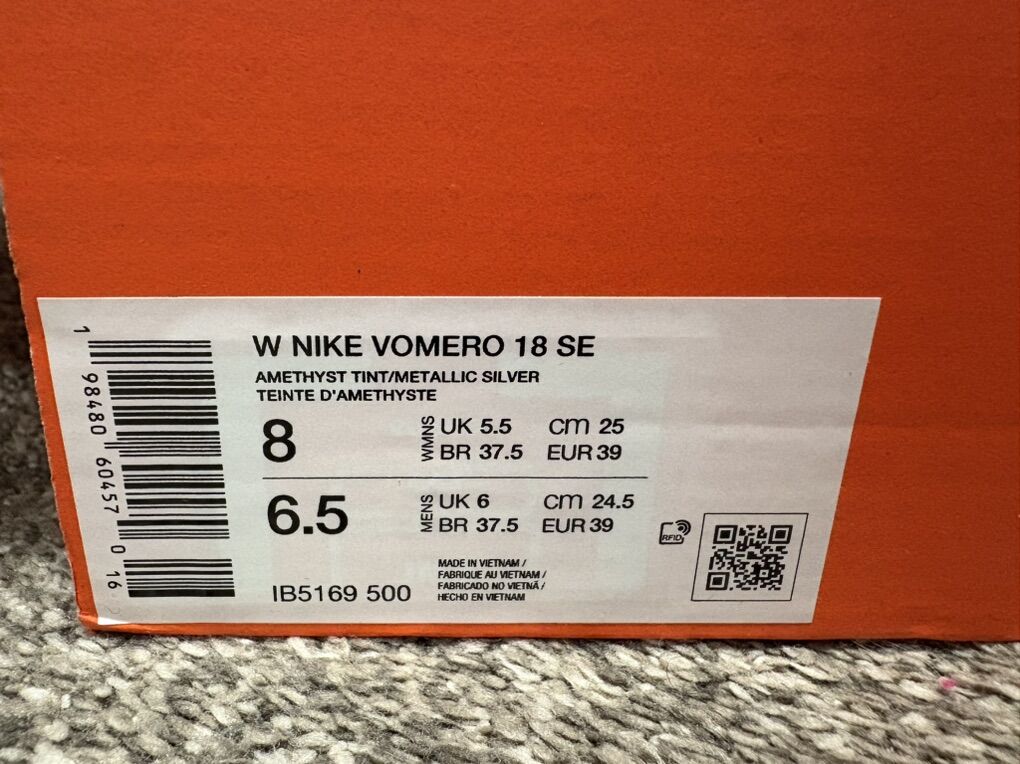 W NIKE VOMERO 18 SE
AMETHYST TINT/METALLIC SILVER
TEINTE D'AMETHYSTE
8 WMNS UK 5.5 CM 25
BR 37.5 EUR 39
6.5 MENS UK 6 CM 24.5
BR 37.5 EUR 39
IB5169 500
MADE IN VIETNAM /
FABRIQUE AU VIETNAM /
FABRICADO NO VIETNÃ /
HECHO EN VIETNAM
RFID
1 98480 60457 0 16